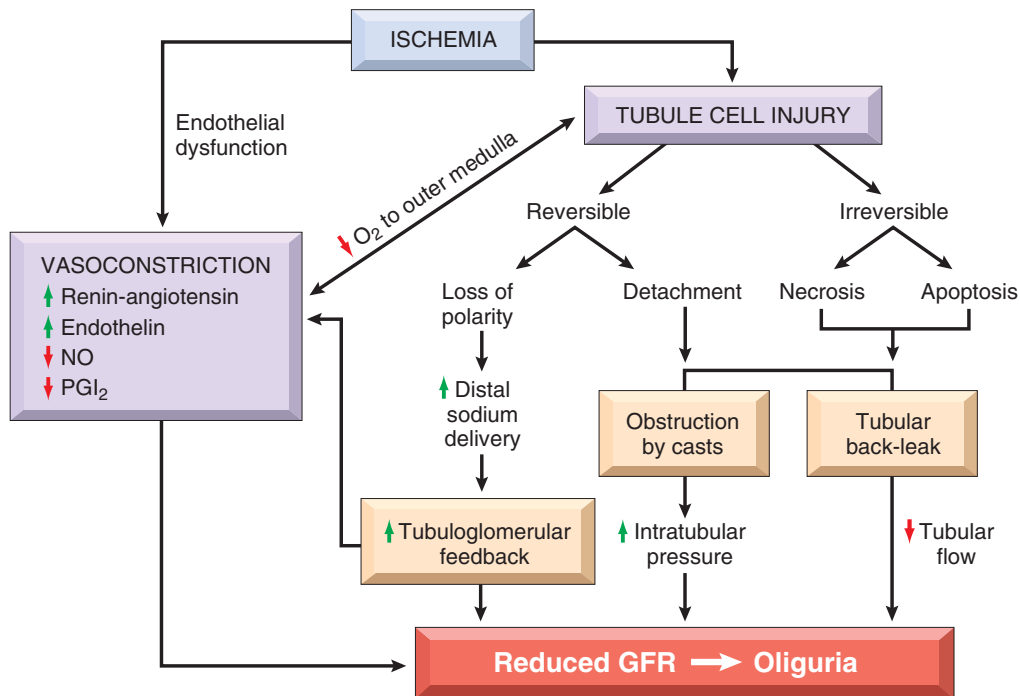 ISCHEMIA
Endothelial
dysfunction
TUBULE CELL INJURY
O₂ to outer medulla
VASOCONSTRICTION
Renin-angiotensin
Endothelin
NO
PGI₂
Reversible
Irreversible
Loss of
polarity
Detachment
Necrosis
Apoptosis
Distal
sodium
delivery
Obstruction
by casts
Tubular
back-leak
Tubuloglomerular
feedback
Intratubular
pressure
Tubular
flow
Reduced GFR → Oliguria